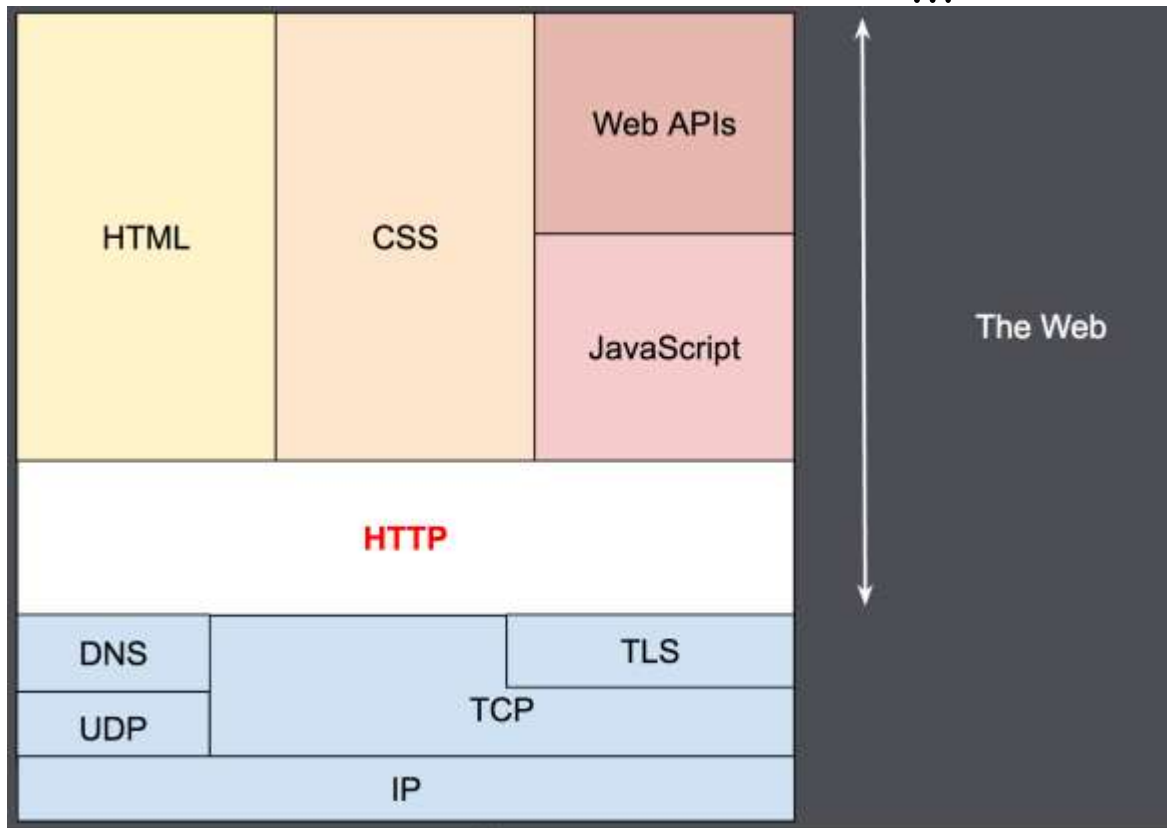 Web APIs
HTML
CSS
The Web
JavaScript
HTTP
DNS
TLS
TCP
UDP
IP